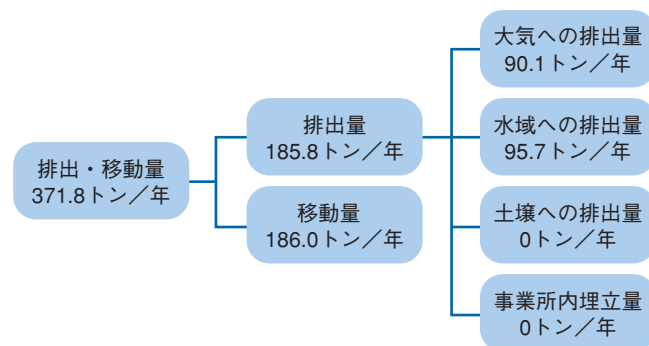 排出・移動量
371.8トン／年
排出量
185.8トン／年
移動量
186.0トン／年
大気への排出量
90.1トン／年
水域への排出量
95.7トン／年
土壌への排出量
0トン／年
事業所内埋立量
0トン／年